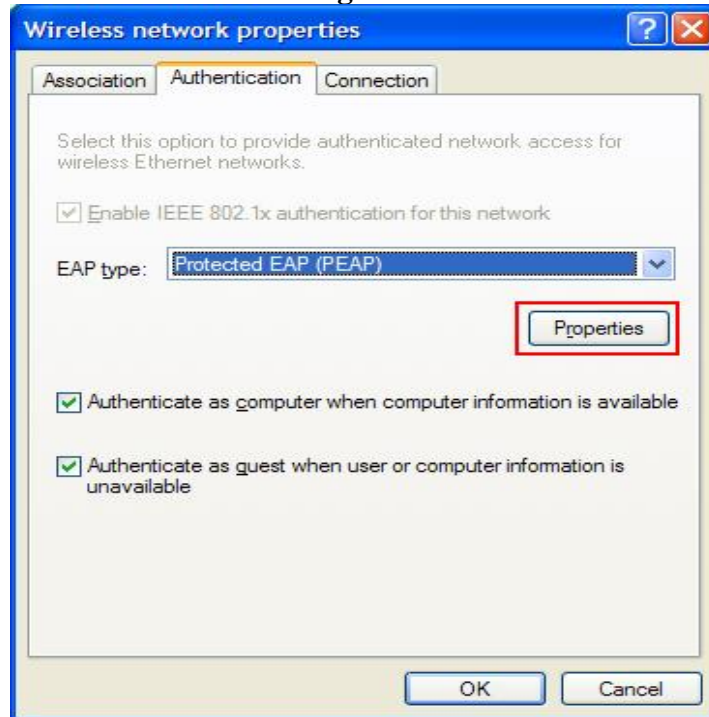 Wireless network properties
Association Authentication Connection
Select this option to provide authenticated network access for
wireless Ethernet networks.
Enable IEEE 802.1x authentication for this network
EAP type: Protected EAP (PEAP)
Properties
Authenticate as computer when computer information is available
Authenticate as guest when user or computer information is
unavailable
OK Cancel